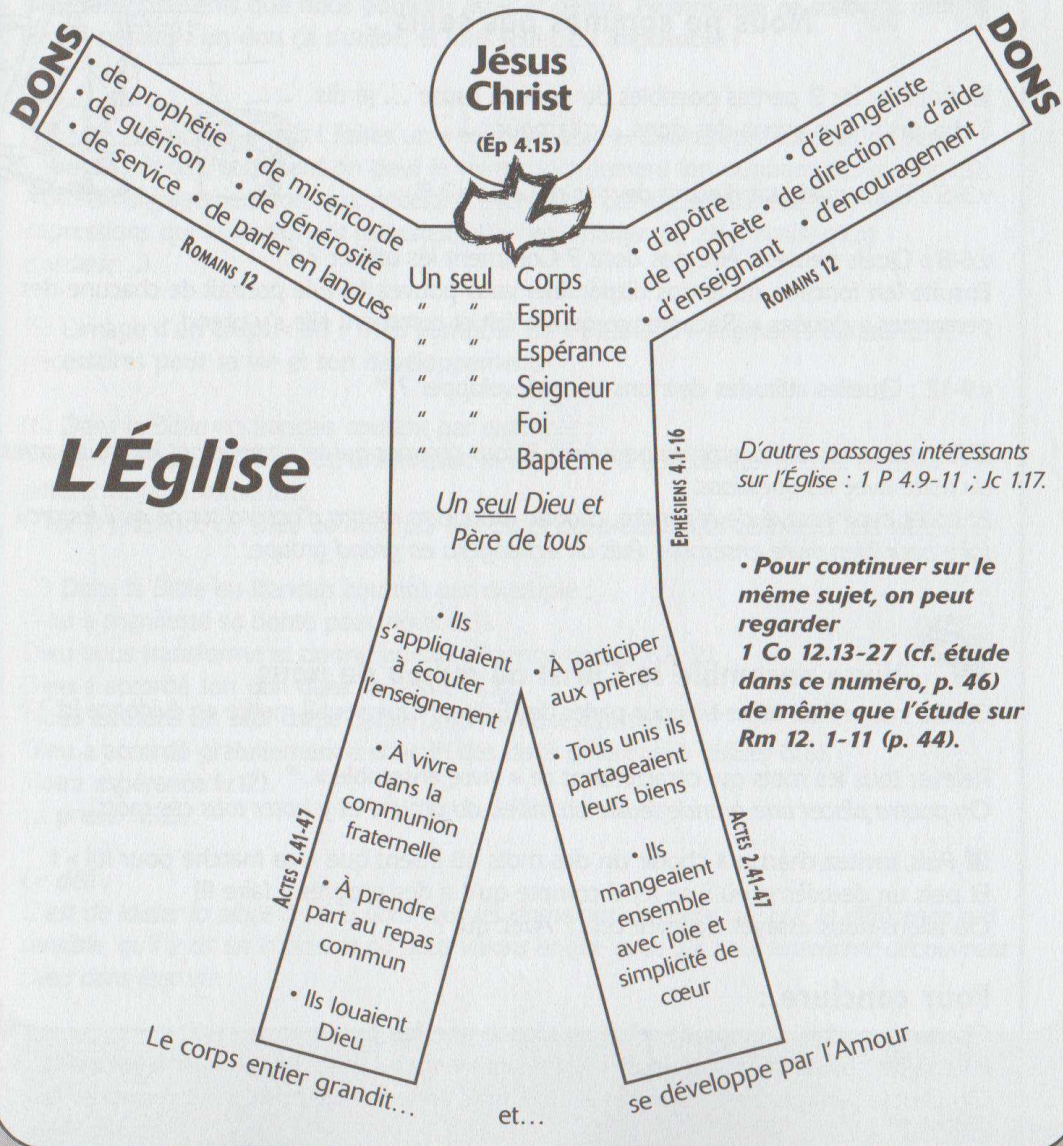 Jésus
Christ
(Ép 4.15)
DONS
• de prophétie
• de guérison • de miséricorde
• de service • de générosité
• de parler en langues
ROMAINS 12
DONS
• d'apôtre • d'évangéliste
• de prophète • de direction • d'aide
• d'enseignant • d'encouragement
ROMAINS 12
Un seul Corps
" " Esprit
" " Espérance
" " Seigneur
" " Foi
" " Baptême
Un seul Dieu et
Père de tous
ÉPHÉSIENS 4.1-16
L'Église
D'autres passages intéressants
sur l'Église : 1 P 4.9-11 ; Jc 1.17.
• Pour continuer sur le
même sujet, on peut
regarder
1 Co 12.13-27 (cf. étude
dans ce numéro, p. 46)
de même que l'étude sur
Rm 12. 1-11 (p. 44).
• Ils
s'appliquaient
à écouter
l'enseignement
• À vivre
dans la
communion
fraternelle
• À prendre
part au repas
commun
• Ils louaient
Dieu
ACTES 2.41-47
• À participer
aux prières
• Tous unis ils
partageaient
leurs biens
• Ils
mangeaient
ensemble
avec joie et
simplicité de
cœur
ACTES 2.41-47
Le corps entier grandit...
et...
se développe par l'Amour